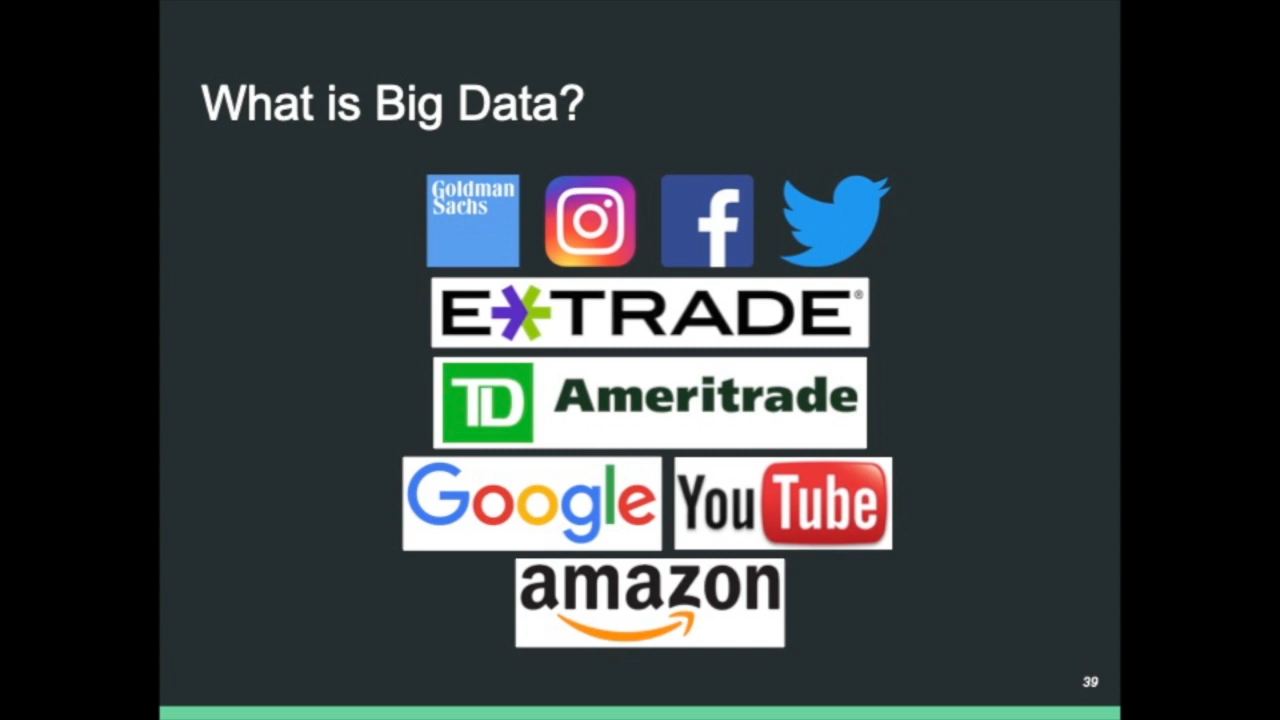 What is Big Data?
Goldman
Sachs
f
E*TRADE®
TD Ameritrade
Google YouTube
amazon
39